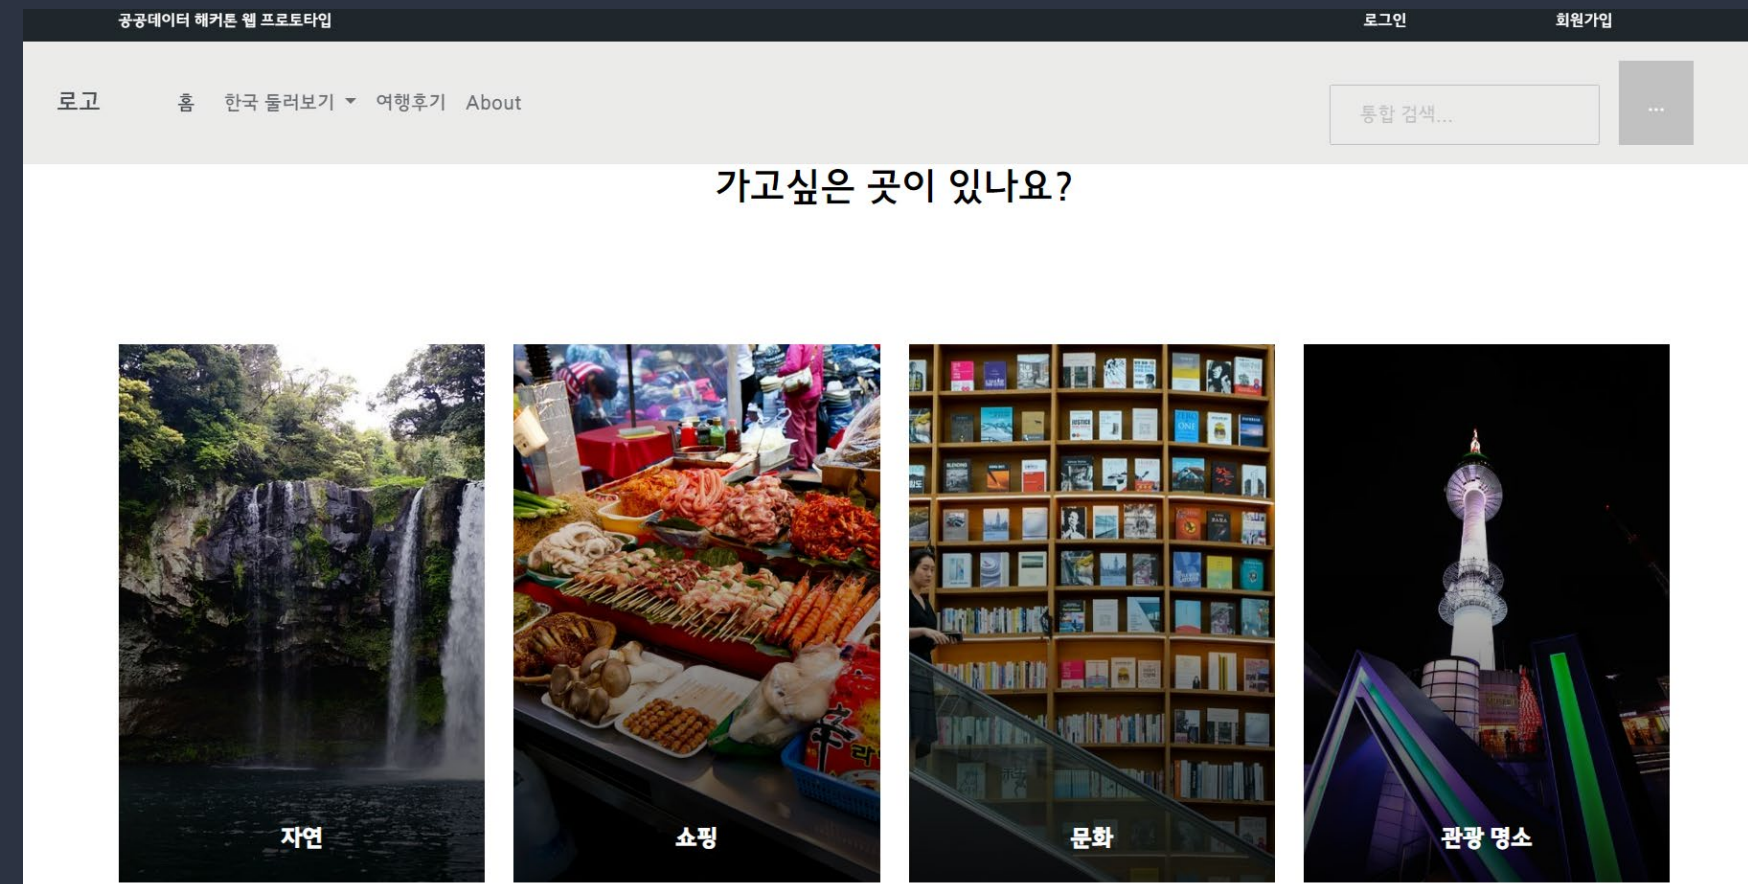 공공데이터 해커톤 웹 프로토타입 로그인 회원가입
로고 홈 한국 둘러보기 여행후기 About 통합 검색... ...
가고싶은 곳이 있나요?
자연 쇼핑 문화 관광 명소